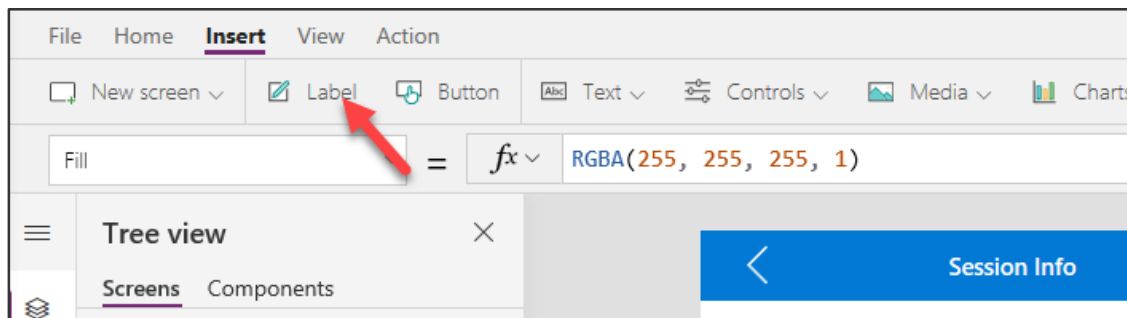 File Home Insert View Action
New screen Label Button Abc Text Controls Media Charts
Fill = fx RGBA(255, 255, 255, 1)
Tree view
Session Info
Screens Components